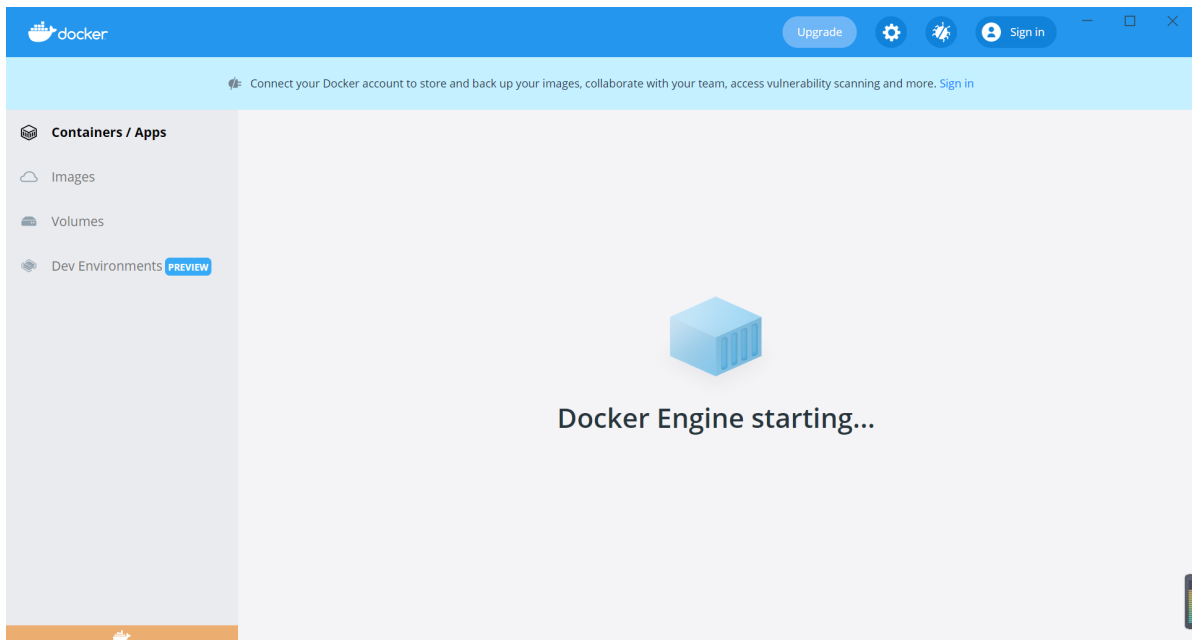 docker
Upgrade
Sign in
Connect your Docker account to store and back up your images, collaborate with your team, access vulnerability scanning and more. Sign in
Containers / Apps
Images
Volumes
Dev Environments PREVIEW
Docker Engine starting...